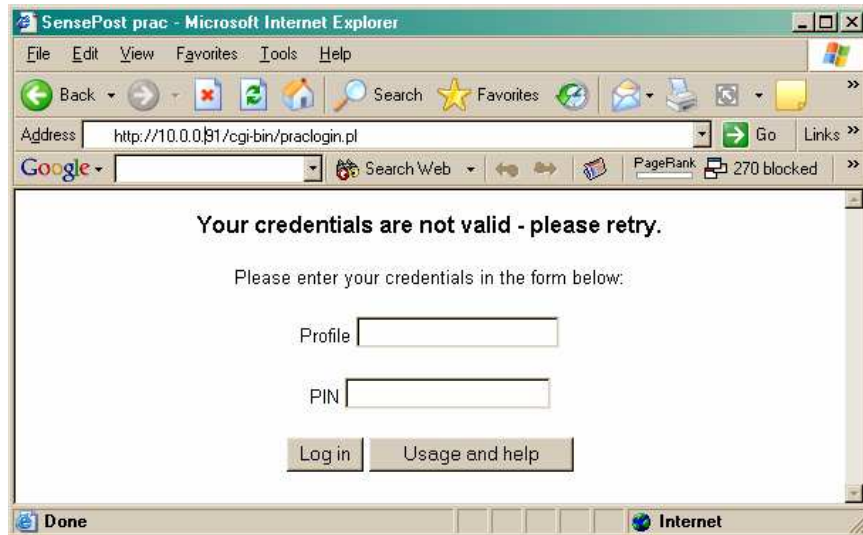 SensePost prac - Microsoft Internet Explorer
File Edit View Favorites Tools Help
Back Search Favorites »
Address http://10.0.0.91/cgi-bin/praclogin.pl Go Links »
Google Search Web PageRank 270 blocked »
Your credentials are not valid - please retry.
Please enter your credentials in the form below:
Profile
PIN
Log in Usage and help
Done Internet